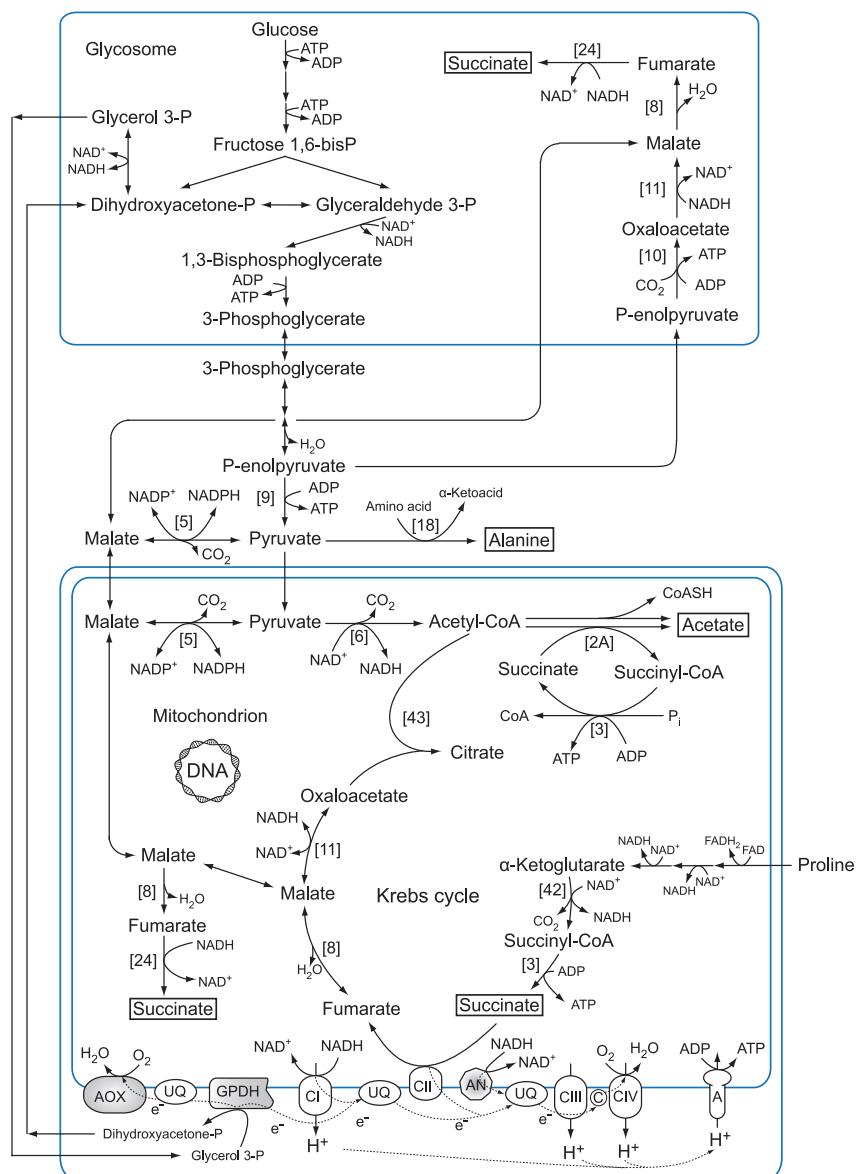 Glycosome
Glucose
ATP
ADP
ATP
ADP
Fructose 1,6-bisP
Glycerol 3-P
NAD⁺
NADH
Dihydroxyacetone-P
Glyceraldehyde 3-P
NAD⁺
NADH
1,3-Bisphosphoglycerate
ADP
ATP
3-Phosphoglycerate
3-Phosphoglycerate
H₂O
P-enolpyruvate
[24]
Succinate
Fumarate
NAD⁺
NADH
[8]
H₂O
Malate
[11]
NAD⁺
NADH
Oxaloacetate
[10]
ATP
CO₂
ADP
P-enolpyruvate
[9]
ADP
ATP
NADP⁺
NADPH
[5]
Malate
CO₂
Pyruvate
Amino acid
α-Ketoacid
[18]
Alanine
Malate
CO₂
[5]
NADP⁺
NADPH
Pyruvate
CO₂
[6]
NAD⁺
NADH
Acetyl-CoA
CoASH
Acetate
[2A]
Succinate
Succinyl-CoA
CoA
Pᵢ
[3]
ATP
ADP
Mitochondrion
DNA
[43]
Citrate
Oxaloacetate
NADH
NAD⁺
[11]
Malate
[8]
H₂O
Fumarate
[24]
NADH
NAD⁺
Succinate
Malate
Krebs cycle
[8]
H₂O
Fumarate
α-Ketoglutarate
NADH
NAD⁺
NADH
NAD⁺
FADH₂
FAD
Proline
[42]
NAD⁺
CO₂
NADH
Succinyl-CoA
[3]
ADP
ATP
Succinate
H₂O
O₂
AOX
UQ
GPDH
e⁻
NAD⁺
NADH
CI
H⁺
e⁻
UQ
CII
e⁻
NADH
NAD⁺
AN
UQ
e⁻
CIII
C
CIV
O₂
H₂O
H⁺
H⁺
ADP
ATP
A
H⁺
Dihydroxyacetone-P
Glycerol 3-P